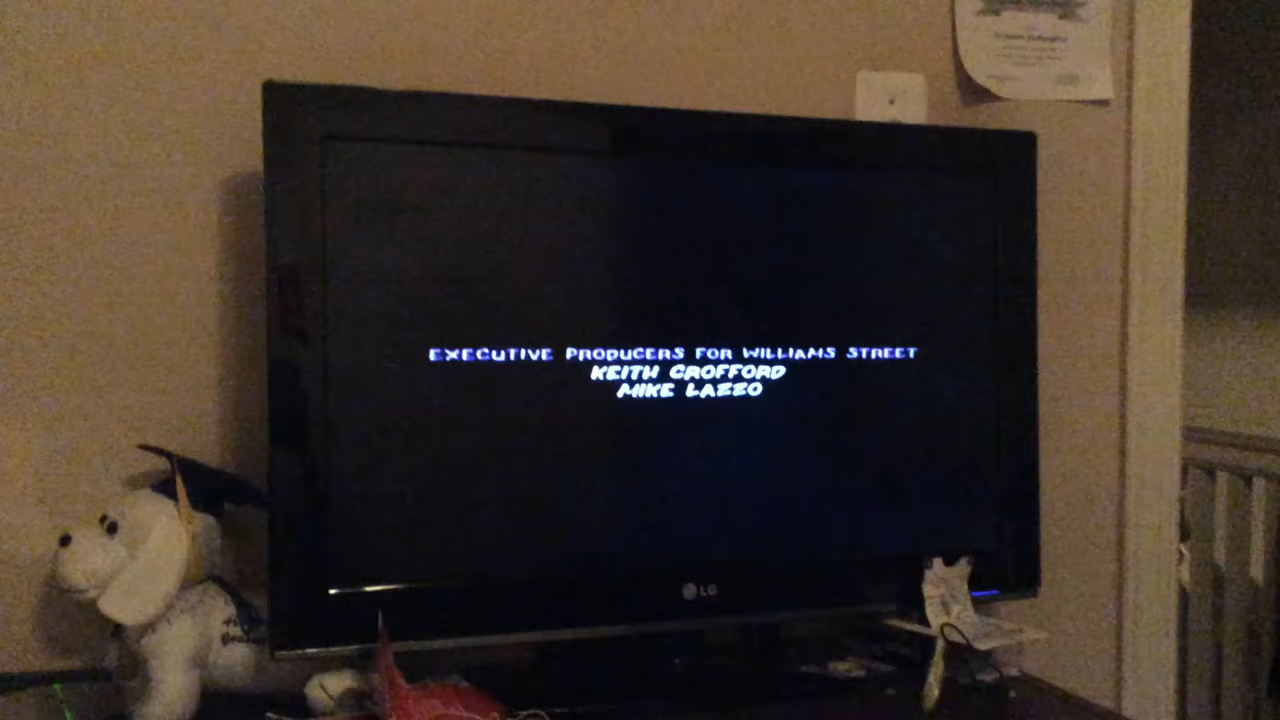 EXECUTIVE PRODUCERS FOR WILLIAMS STREET
KEITH CROFFORD
MIKE LAZZO
LG